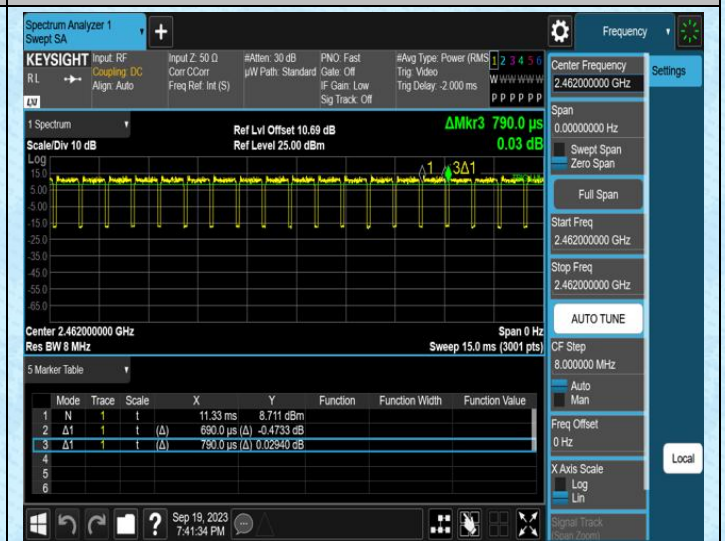 Spectrum Analyzer 1
Swept SA
+
Frequency
KEYSIGHT
RL
LXI
Input: RF
Coupling: DC
Align: Auto
Input Z: 50 Ω
Corr CCorr
Freq Ref: Int (S)
#Atten: 30 dB
µW Path: Standard
PNO: Fast
Gate: Off
IF Gain: Low
Sig Track: Off
#Avg Type: Power (RMS
Trig: Video
Trig Delay: -2.000 ms
1 2 3 4 5 6
W W W W W W
P P P P P P
1 Spectrum
Scale/Div 10 dB
Log
Ref Lvl Offset 10.69 dB
Ref Level 25.00 dBm
ΔMkr3 790.0 µs
0.03 dB
15.0
5.00
-5.00
-15.0
-25.0
-35.0
-45.0
-55.0
-65.0
1
3Δ1
Center 2.462000000 GHz
Res BW 8 MHz
Span 0 Hz
Sweep 15.0 ms (3001 pts)
5 Marker Table
Mode Trace Scale X Y Function Function Width Function Value
1 N 1 t 11.33 ms 8.711 dBm
2 Δ1 1 t (Δ) 690.0 µs (Δ) -0.4733 dB
3 Δ1 1 t (Δ) 790.0 µs (Δ) 0.02940 dB
4
5
6
Sep 19, 2023
7:41:34 PM
Center Frequency
2.462000000 GHz
Settings
Span
0.00000000 Hz
Swept Span
Zero Span
Full Span
Start Freq
2.462000000 GHz
Stop Freq
2.462000000 GHz
AUTO TUNE
CF Step
8.000000 MHz
Auto
Man
Freq Offset
0 Hz
Local
X Axis Scale
Log
Lin
Signal Track
(Span Zoom)